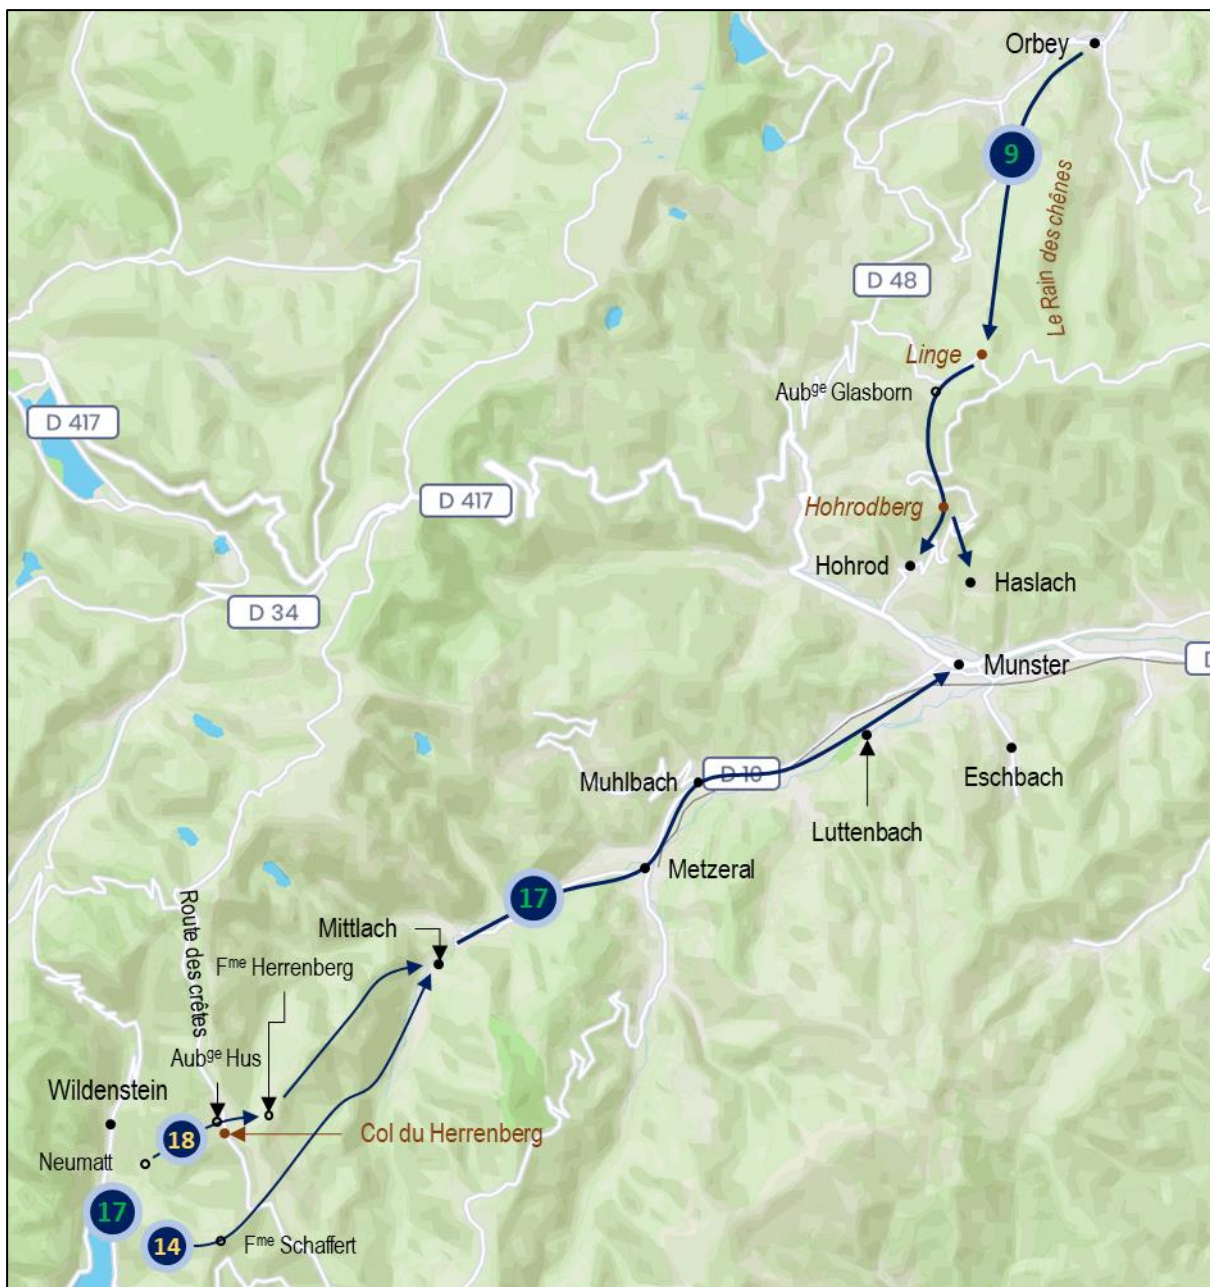 Orbey
9
Le Rain des chênes
D 48
Linge
Aubge Glasborn
D 417
D 417
Hohrodberg
Hohrod
Haslach
D 34
Munster
D
Eschbach
D 10
Muhlbach
Luttenbach
Metzeral
17
Route des crêtes
Mittlach
Fme Herrenberg
Aubge Hus
Wildenstein
Col du Herrenberg
18
Neumatt
17
14
Fme Schaffert